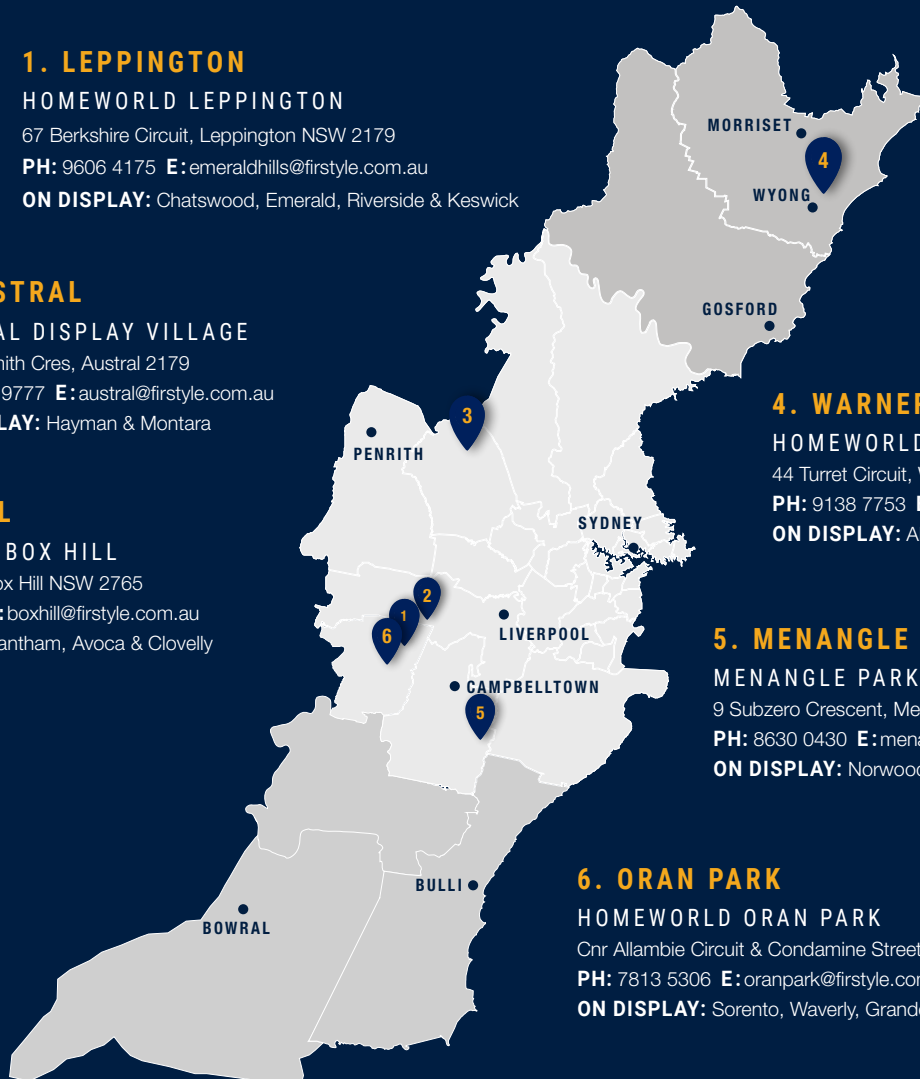 1. LEPPINGTON
HOMEWORLD LEPPINGTON
67 Berkshire Circuit, Leppington NSW 2179
PH: 9606 4175 E: emeraldhills@firstyle.com.au
ON DISPLAY: Chatswood, Emerald, Riverside & Keswick
STRAL
AL DISPLAY VILLAGE
mith Cres, Austral 2179
9777 E: austral@firstyle.com.au
LAY: Hayman & Montara
L
BOX HILL
ox Hill NSW 2765
: boxhill@firstyle.com.au
antham, Avoca & Clovelly
MORRISET
4
WYONG
GOSFORD
3
PENRITH
SYDNEY
2
1
6
LIVERPOOL
CAMPBELLTOWN
5
BULLI
BOWRAL
4. WARNER
HOMEWORLD
44 Turret Circuit,
PH: 9138 7753
ON DISPLAY: A
5. MENANGLE
MENANGLE PARK
9 Subzero Crescent, Me
PH: 8630 0430 E: mena
ON DISPLAY: Norwood
6. ORAN PARK
HOMEWORLD ORAN PARK
Cnr Allambie Circuit & Condamine Street
PH: 7813 5306 E: oranpark@firstyle.com
ON DISPLAY: Sorento, Waverly, Grande